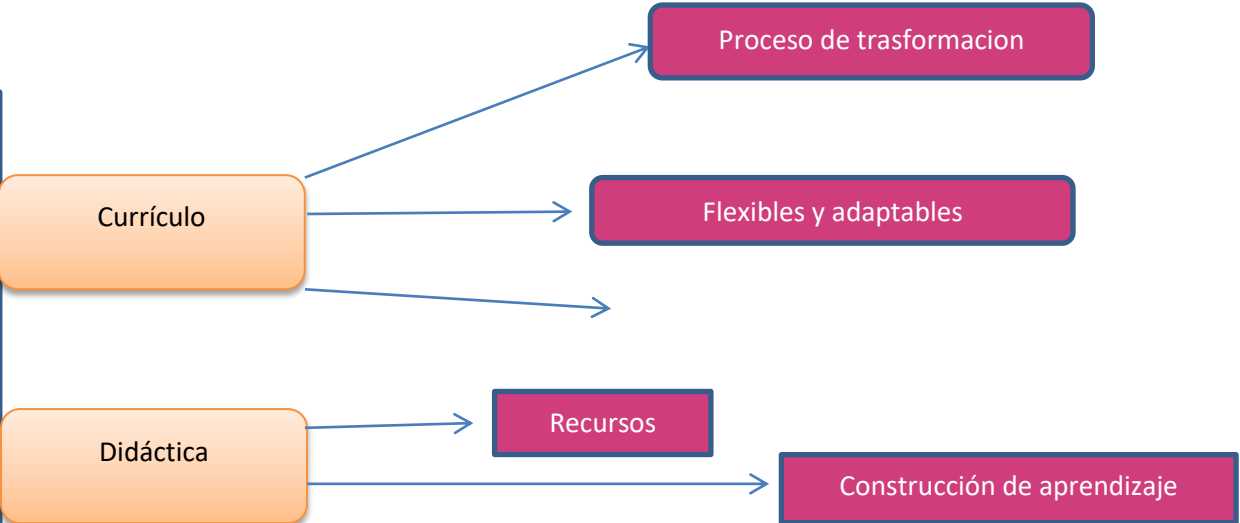 Proceso de trasformacion
Currículo
Flexibles y adaptables
Recursos
Didáctica
Construcción de aprendizaje